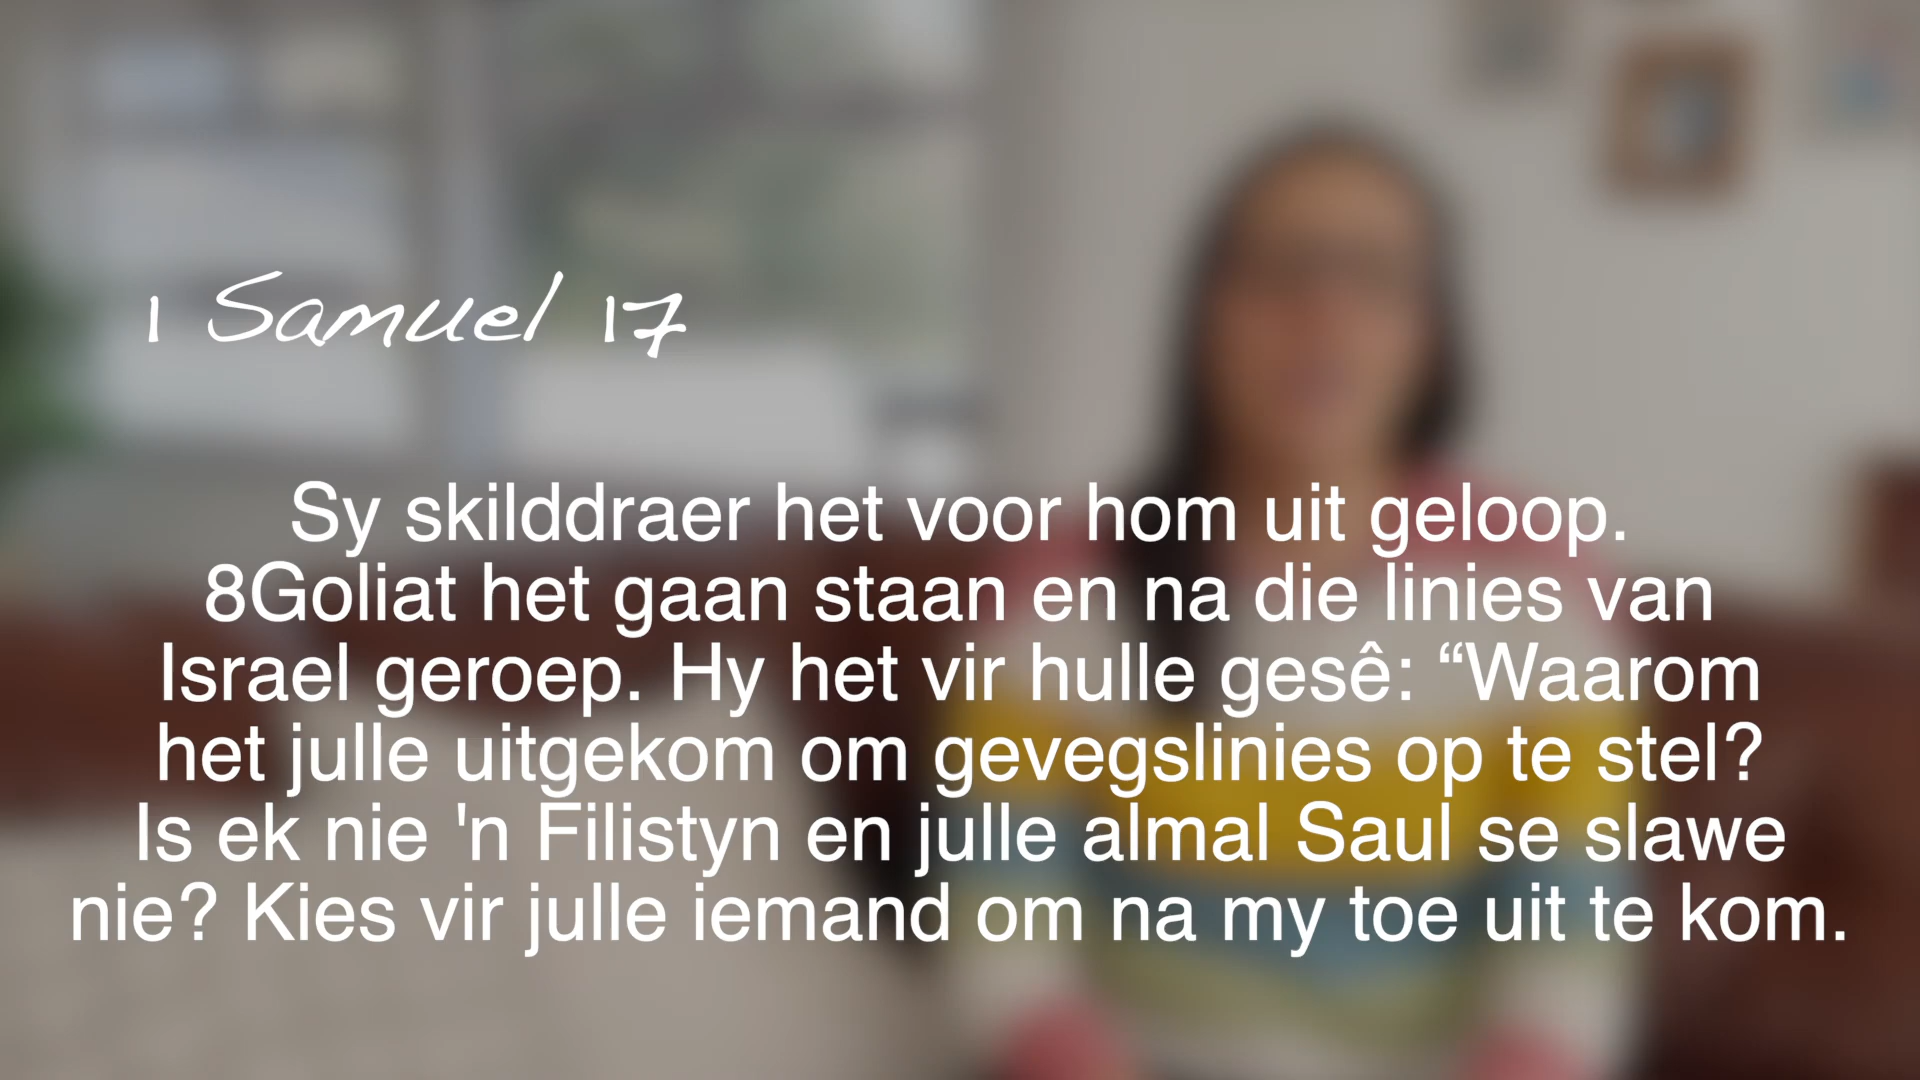 1 Samuel 17
Sy skilddraer het voor hom uit geloop.
8Goliat het gaan staan en na die linies van
Israel geroep. Hy het vir hulle gesê: “Waarom
het julle uitgekom om gevegslinies op te stel?
Is ek nie 'n Filistyn en julle almal Saul se slawe
nie? Kies vir julle iemand om na my toe uit te kom.